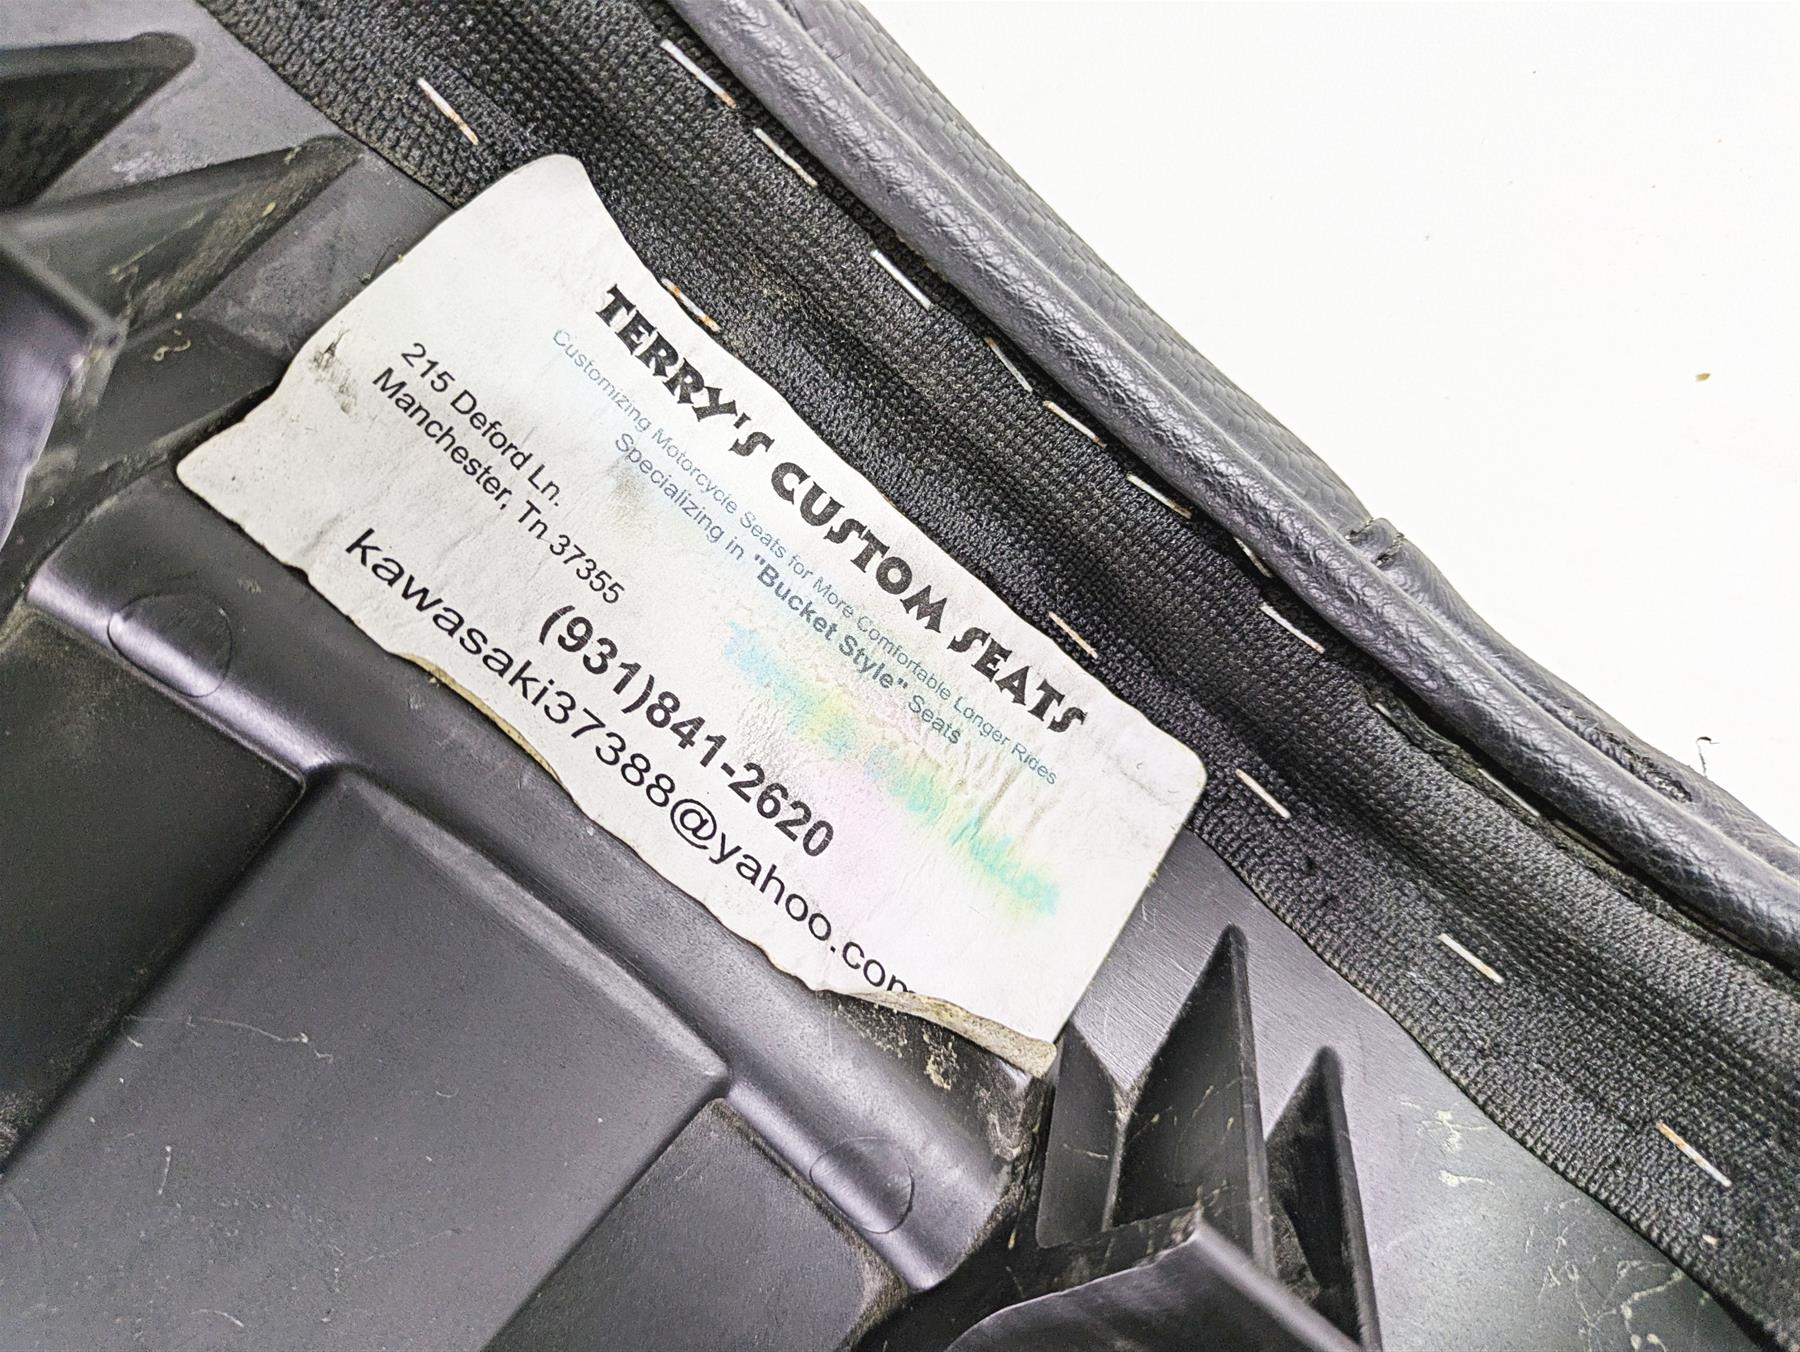 TERRY'S CUSTOM SEATS
Customizing Motorcycle Seats for More Comfortable Longer Rides
Specializing in "Bucket Style" Seats
215 Deford Ln.
Manchester, Tn.37355
(931)841-2620
kawasaki37388@yahoo.com